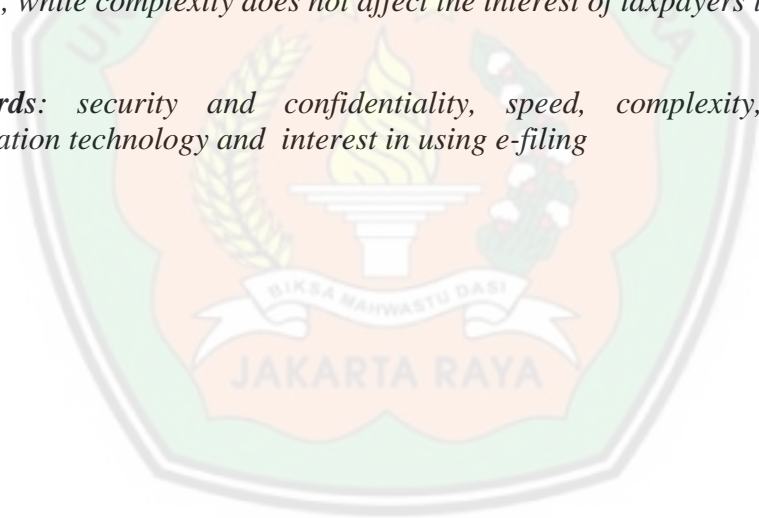 , while complexity does not affect the interest of taxpayers
rds: security and confidentiality, speed, complexity,
ation technology and interest in using e-filing
BIKSA MAHWASTU DASI
JAKARTA RAYA